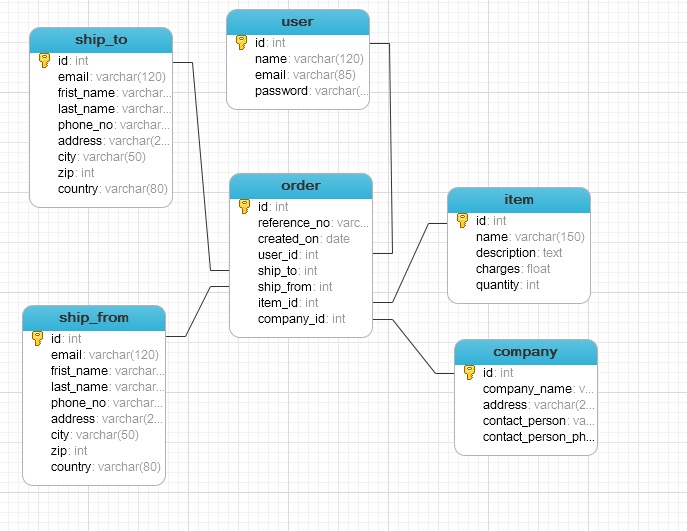 ship_to
id: int
email: varchar(120)
frist_name: varchar...
last_name: varchar...
phone_no: varchar...
address: varchar(2...
city: varchar(50)
zip: int
country: varchar(80)
user
id: int
name: varchar(120)
email: varchar(85)
password: varchar(...
order
id: int
reference_no: varc...
created_on: date
user_id: int
ship_to: int
ship_from: int
item_id: int
company_id: int
item
id: int
name: varchar(150)
description: text
charges: float
quantity: int
ship_from
id: int
email: varchar(120)
frist_name: varchar...
last_name: varchar...
phone_no: varchar...
address: varchar(2...
city: varchar(50)
zip: int
country: varchar(80)
company
id: int
company_name: v...
address: varchar(2...
contact_person: va...
contact_person_ph...